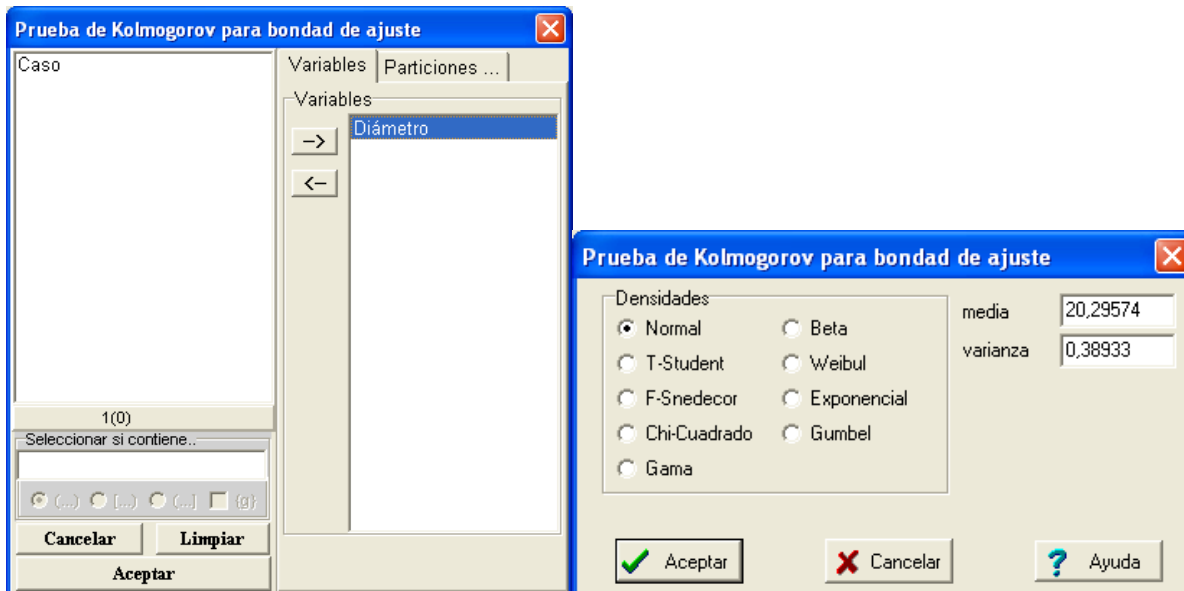 Prueba de Kolmogorov para bondad de ajuste
Caso
1(0)
Seleccionar si contiene..
(...) [...) (...] {g}
Cancelar Limpiar
Aceptar
Variables Particiones ...
Variables
-->
<--
Diámetro
Prueba de Kolmogorov para bondad de ajuste
Densidades
Normal Beta
T-Student Weibul
F-Snedecor Exponencial
Chi-Cuadrado Gumbel
Gama
media 20,29574
varianza 0,38933
Aceptar Cancelar ? Ayuda